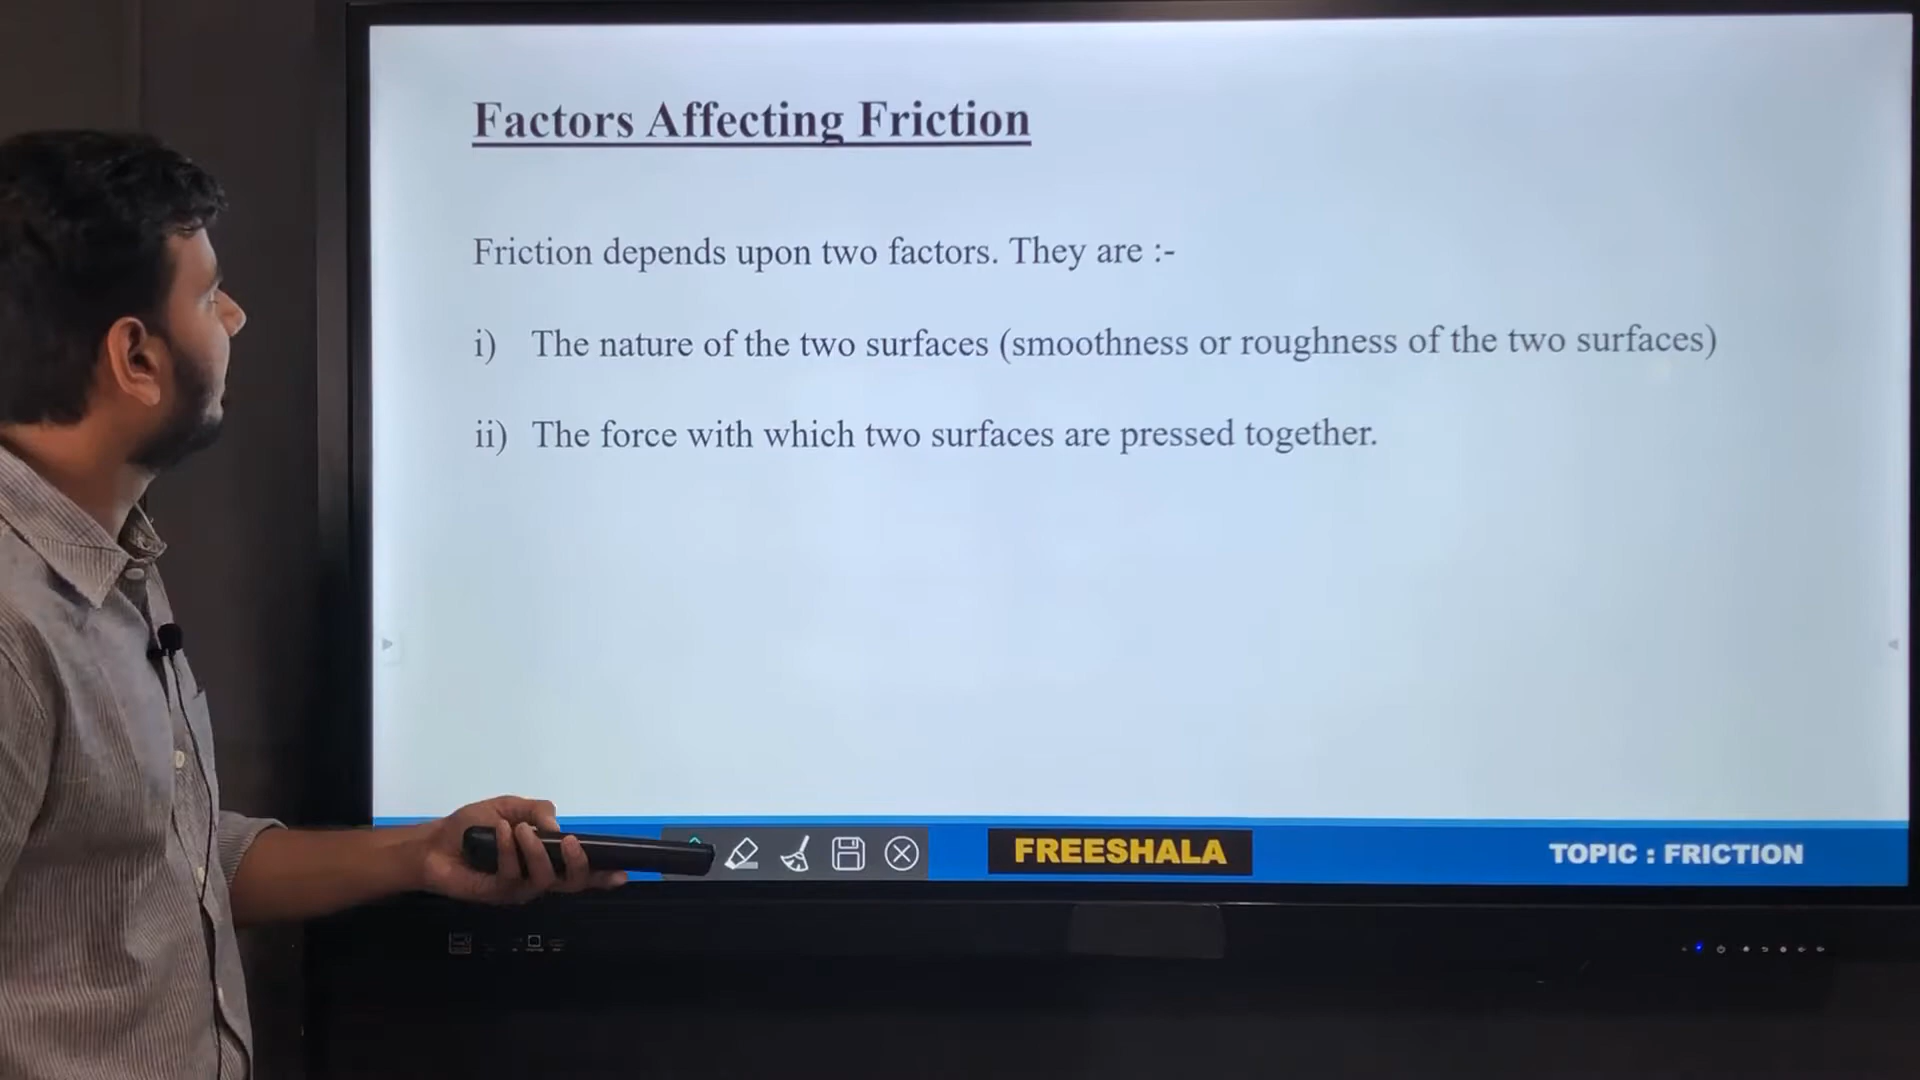 Factors Affecting Friction
Friction depends upon two factors. They are :-
i) The nature of the two surfaces (smoothness or roughness of the two surfaces)
ii) The force with which two surfaces are pressed together.
FREESHALA
TOPIC : FRICTION